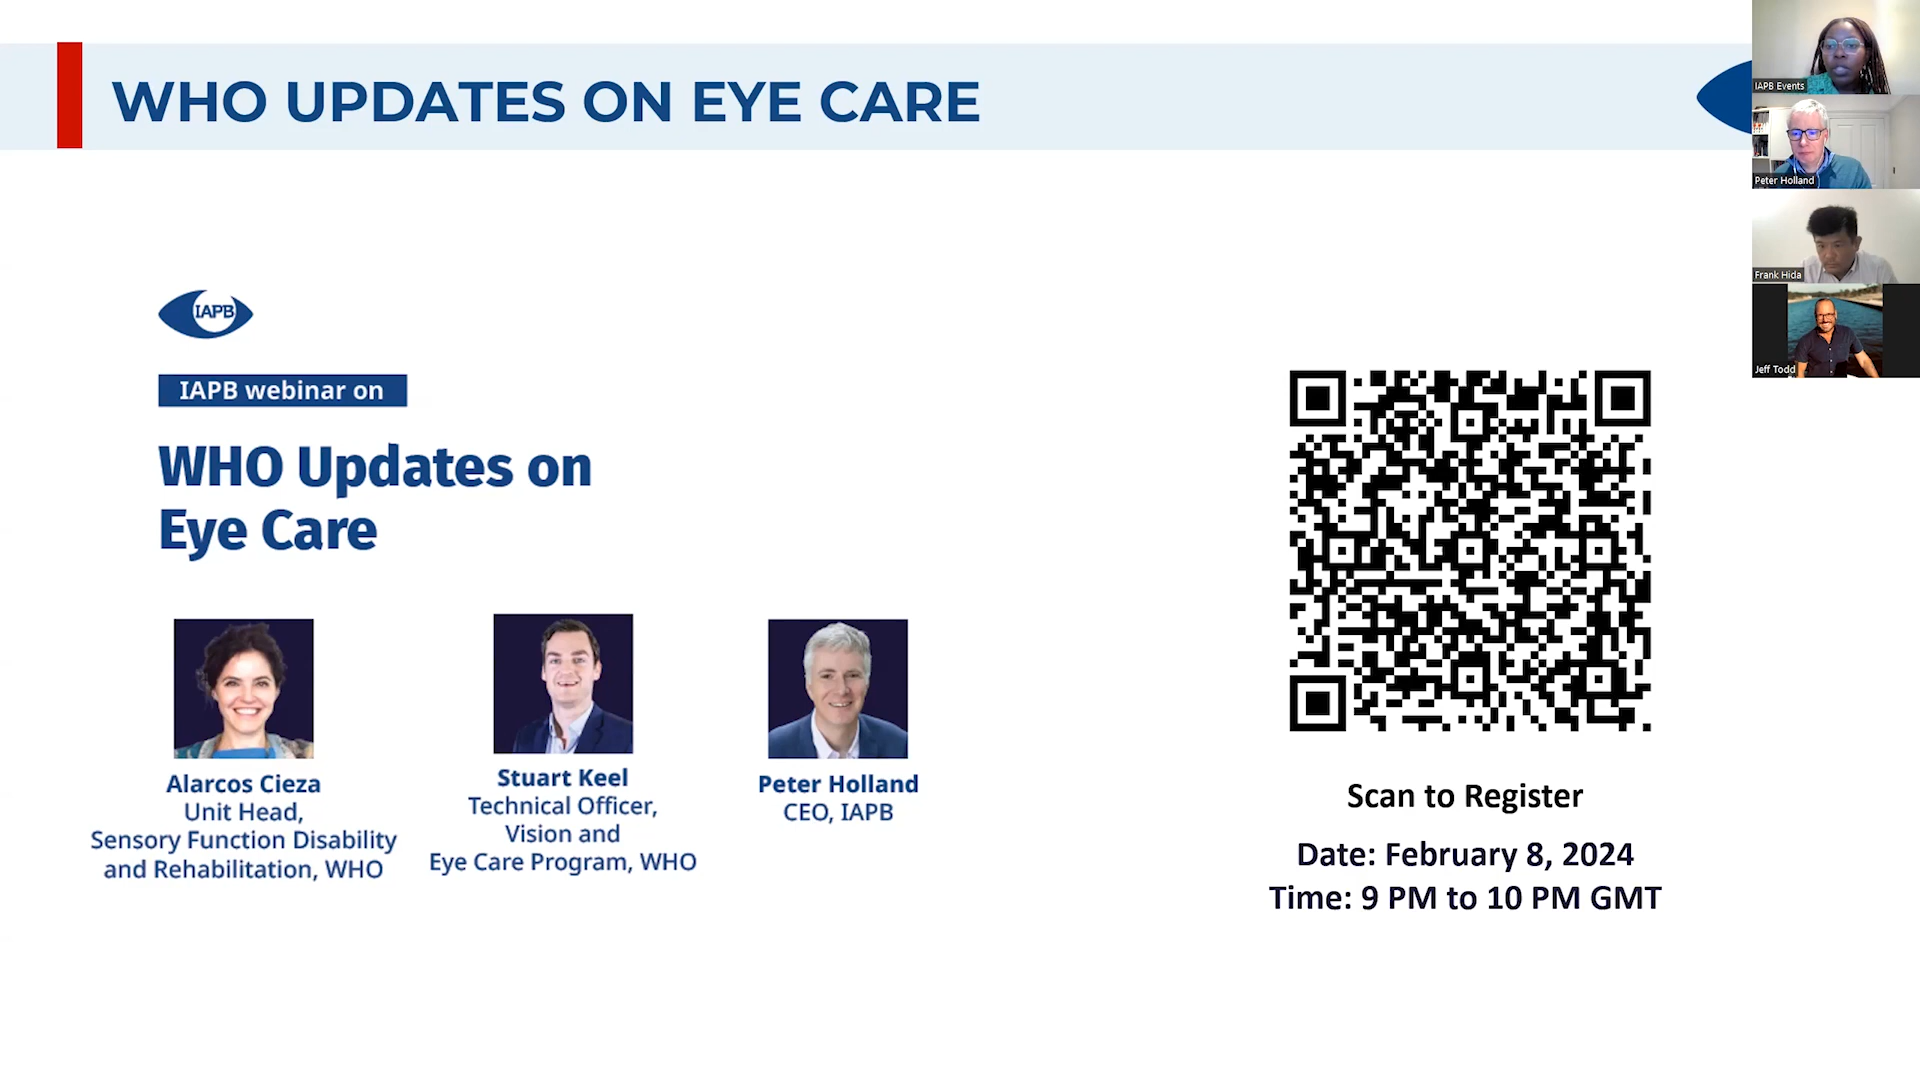 WHO UPDATES ON EYE CARE
IAPB Events
Peter Holland
Frank Hida
Jeff Todd
IAPB
IAPB webinar on
WHO Updates on
Eye Care
Alarcos Cieza
Unit Head,
Sensory Function Disability
and Rehabilitation, WHO
Stuart Keel
Technical Officer,
Vision and
Eye Care Program, WHO
Peter Holland
CEO, IAPB
Scan to Register
Date: February 8, 2024
Time: 9 PM to 10 PM GMT